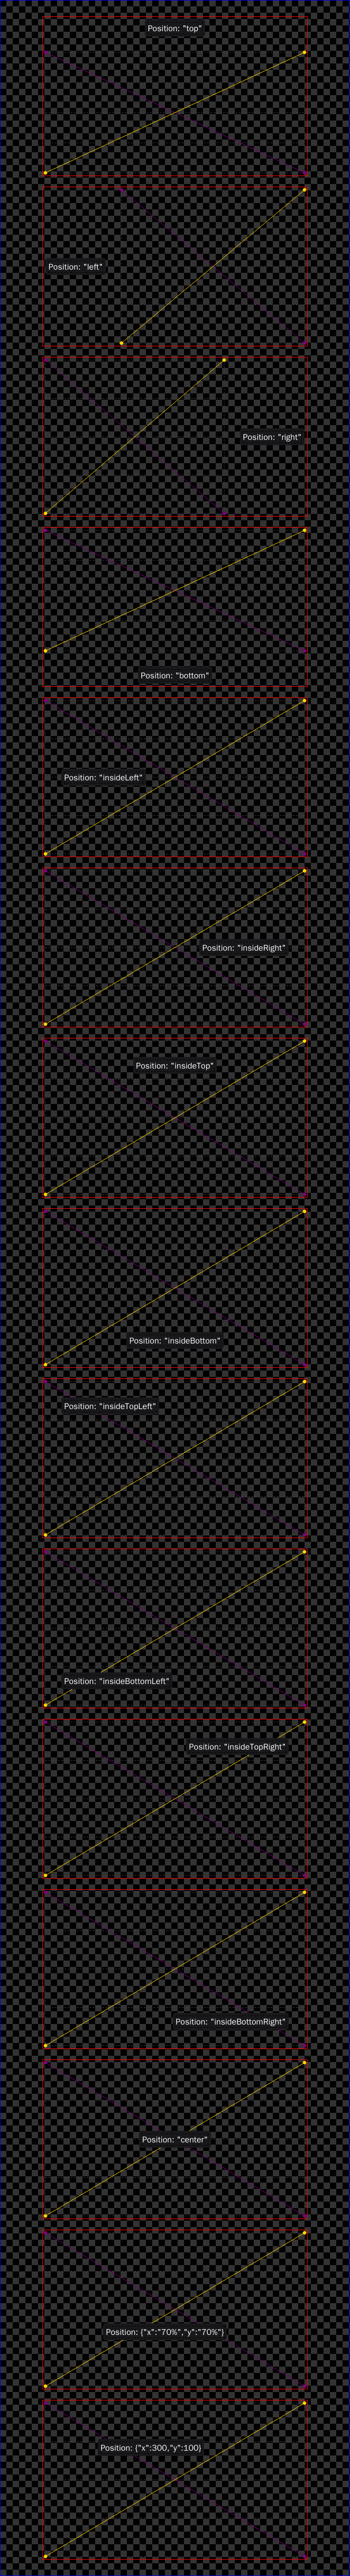 Position: "top"
Position: "left"
Position: "right"
Position: "bottom"
Position: "insideLeft"
Position: "insideRight"
Position: "insideTop"
Position: "insideBottom"
Position: "insideTopLeft"
Position: "insideBottomLeft"
Position: "insideTopRight"
Position: "insideBottomRight"
Position: "center"
Position: {"x":"70%","y":"70%"}
Position: {"x":300,"y":100}